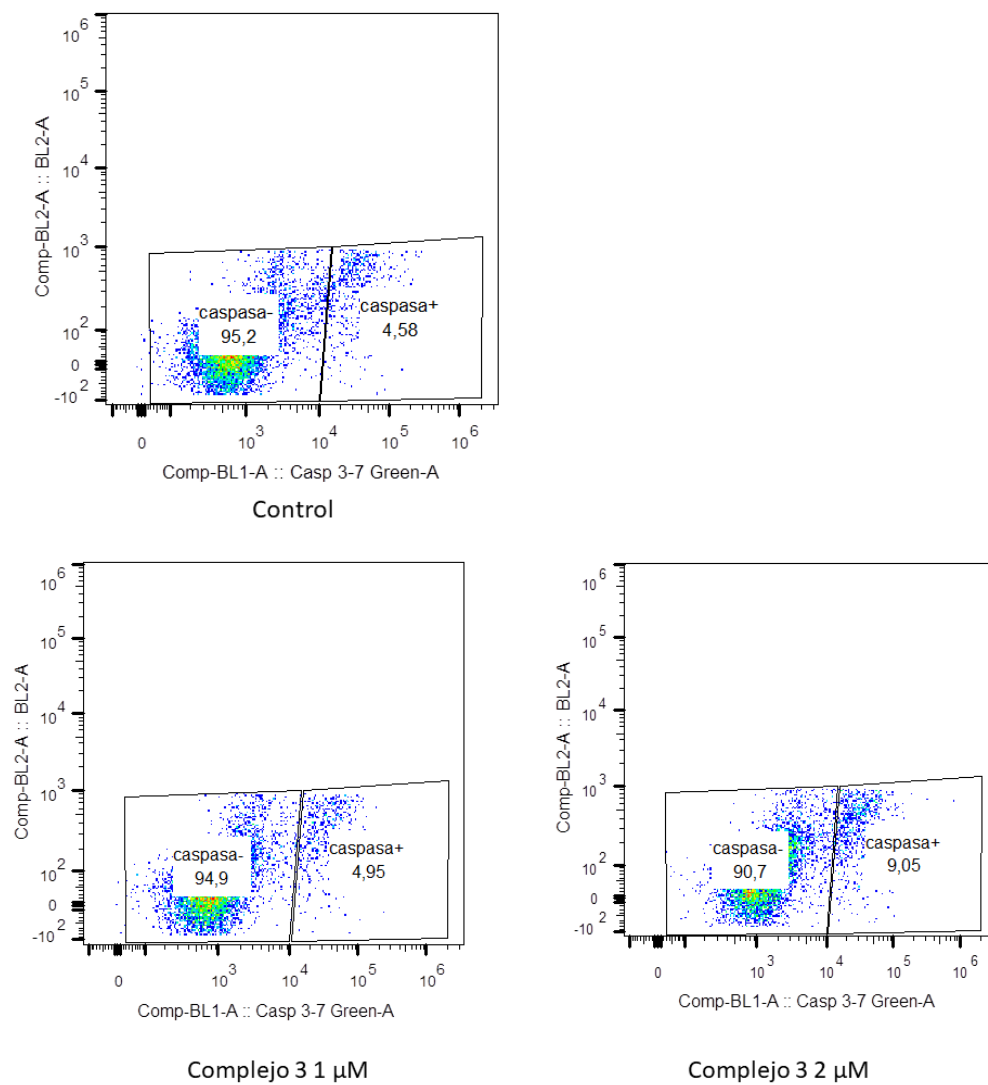 10^6
10^5
10^4
10^3
10^2
0
-10^2
Comp-BL2-A :: BL2-A
caspasa-
95,2
caspasa+
4,58
0 10^3 10^4 10^5 10^6
Comp-BL1-A :: Casp 3-7 Green-A
Control
10^6
10^5
10^4
10^3
10^2
0
-10^2
Comp-BL2-A :: BL2-A
caspasa-
94,9
caspasa+
4,95
0 10^3 10^4 10^5 10^6
Comp-BL1-A :: Casp 3-7 Green-A
Complejo 3 1 µM
10^6
10^5
10^4
10^3
10^2
0
-10^2
Comp-BL2-A :: BL2-A
caspasa-
90,7
caspasa+
9,05
0 10^3 10^4 10^5 10^6
Comp-BL1-A :: Casp 3-7 Green-A
Complejo 3 2 µM